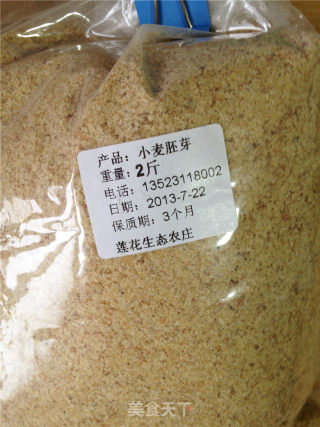 产品：小麦胚芽
重量：2斤
电话：13523118002
日期：2013-7-22
保质期：3个月
莲花生态农庄
美食天下